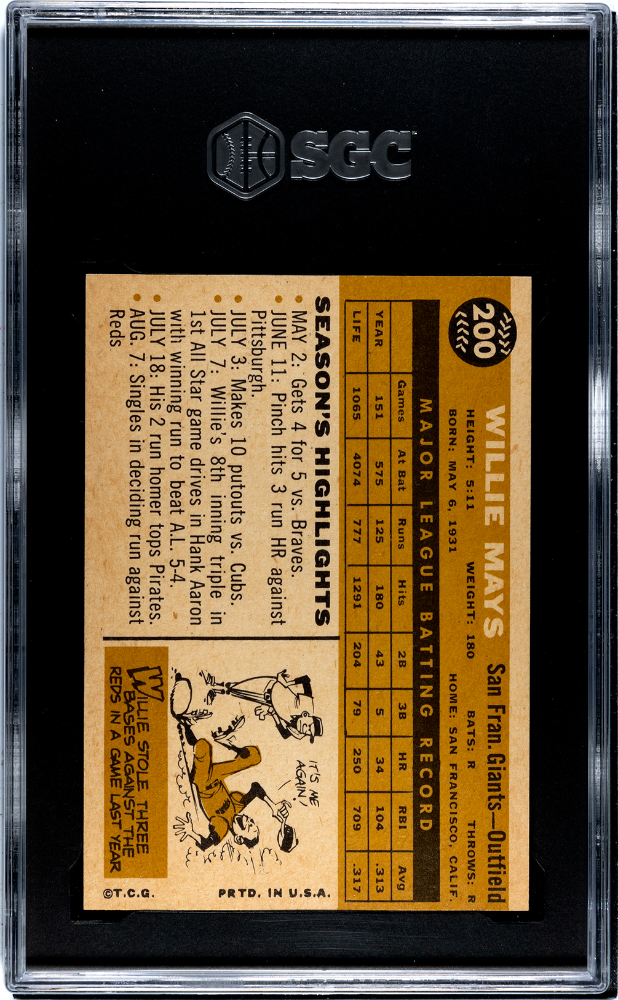 SGC
200
WILLIE MAYS San Fran. Giants—Outfield
HEIGHT: 5:11 WEIGHT: 180 BATS: R THROWS: R
BORN: MAY 6, 1931 HOME: SAN FRANCISCO, CALIF.
MAJOR LEAGUE BATTING RECORD
Games At Bat Runs Hits 2B 3B HR RBI Avg
YEAR 151 575 125 180 43 5 34 104 .313
LIFE 1065 4074 777 1291 204 79 250 709 .317
SEASON'S HIGHLIGHTS
• MAY 2: Gets 4 for 5 vs. Braves.
• JUNE 11: Pinch hits 3 run HR against
Pittsburgh.
• JULY 3: Makes 10 putouts vs. Cubs.
• JULY 7: Willie's 8th inning triple in
1st All Star game drives in Hank Aaron
with winning run to beat A.L. 5-4.
• JULY 18: His 2 run homer tops Pirates.
• AUG. 7: Singles in deciding run against
Reds
IT'S ME
AGAIN!
WILLIE STOLE THREE
BASES AGAINST THE
REDS IN A GAME LAST YEAR
©T.C.G. PRTD. IN U.S.A.